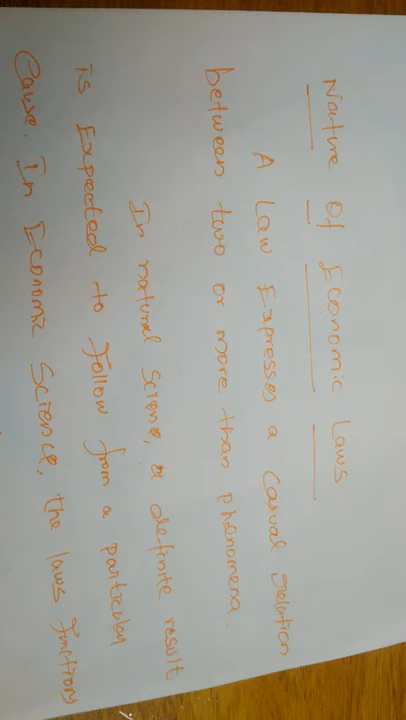 Nature Of Economic Laws
A Law Expresses a Casual relation
between two or more than phenomena.
In natural Science, a definite result
is Expected to follow from a particular
Cause. In Economic Science, the laws function